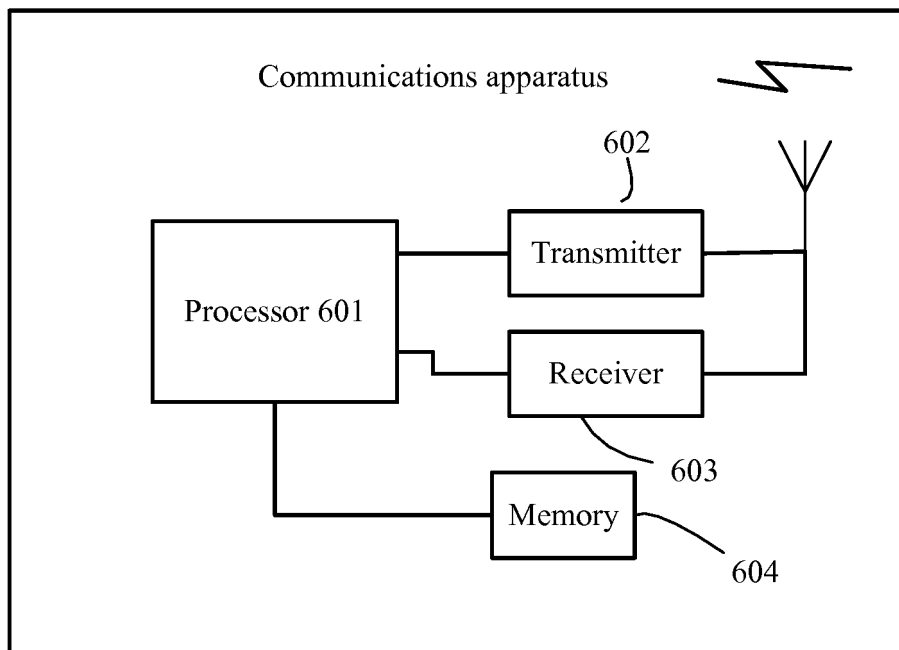 Communications apparatus
602
Transmitter
Processor 601
Receiver
603
Memory
604